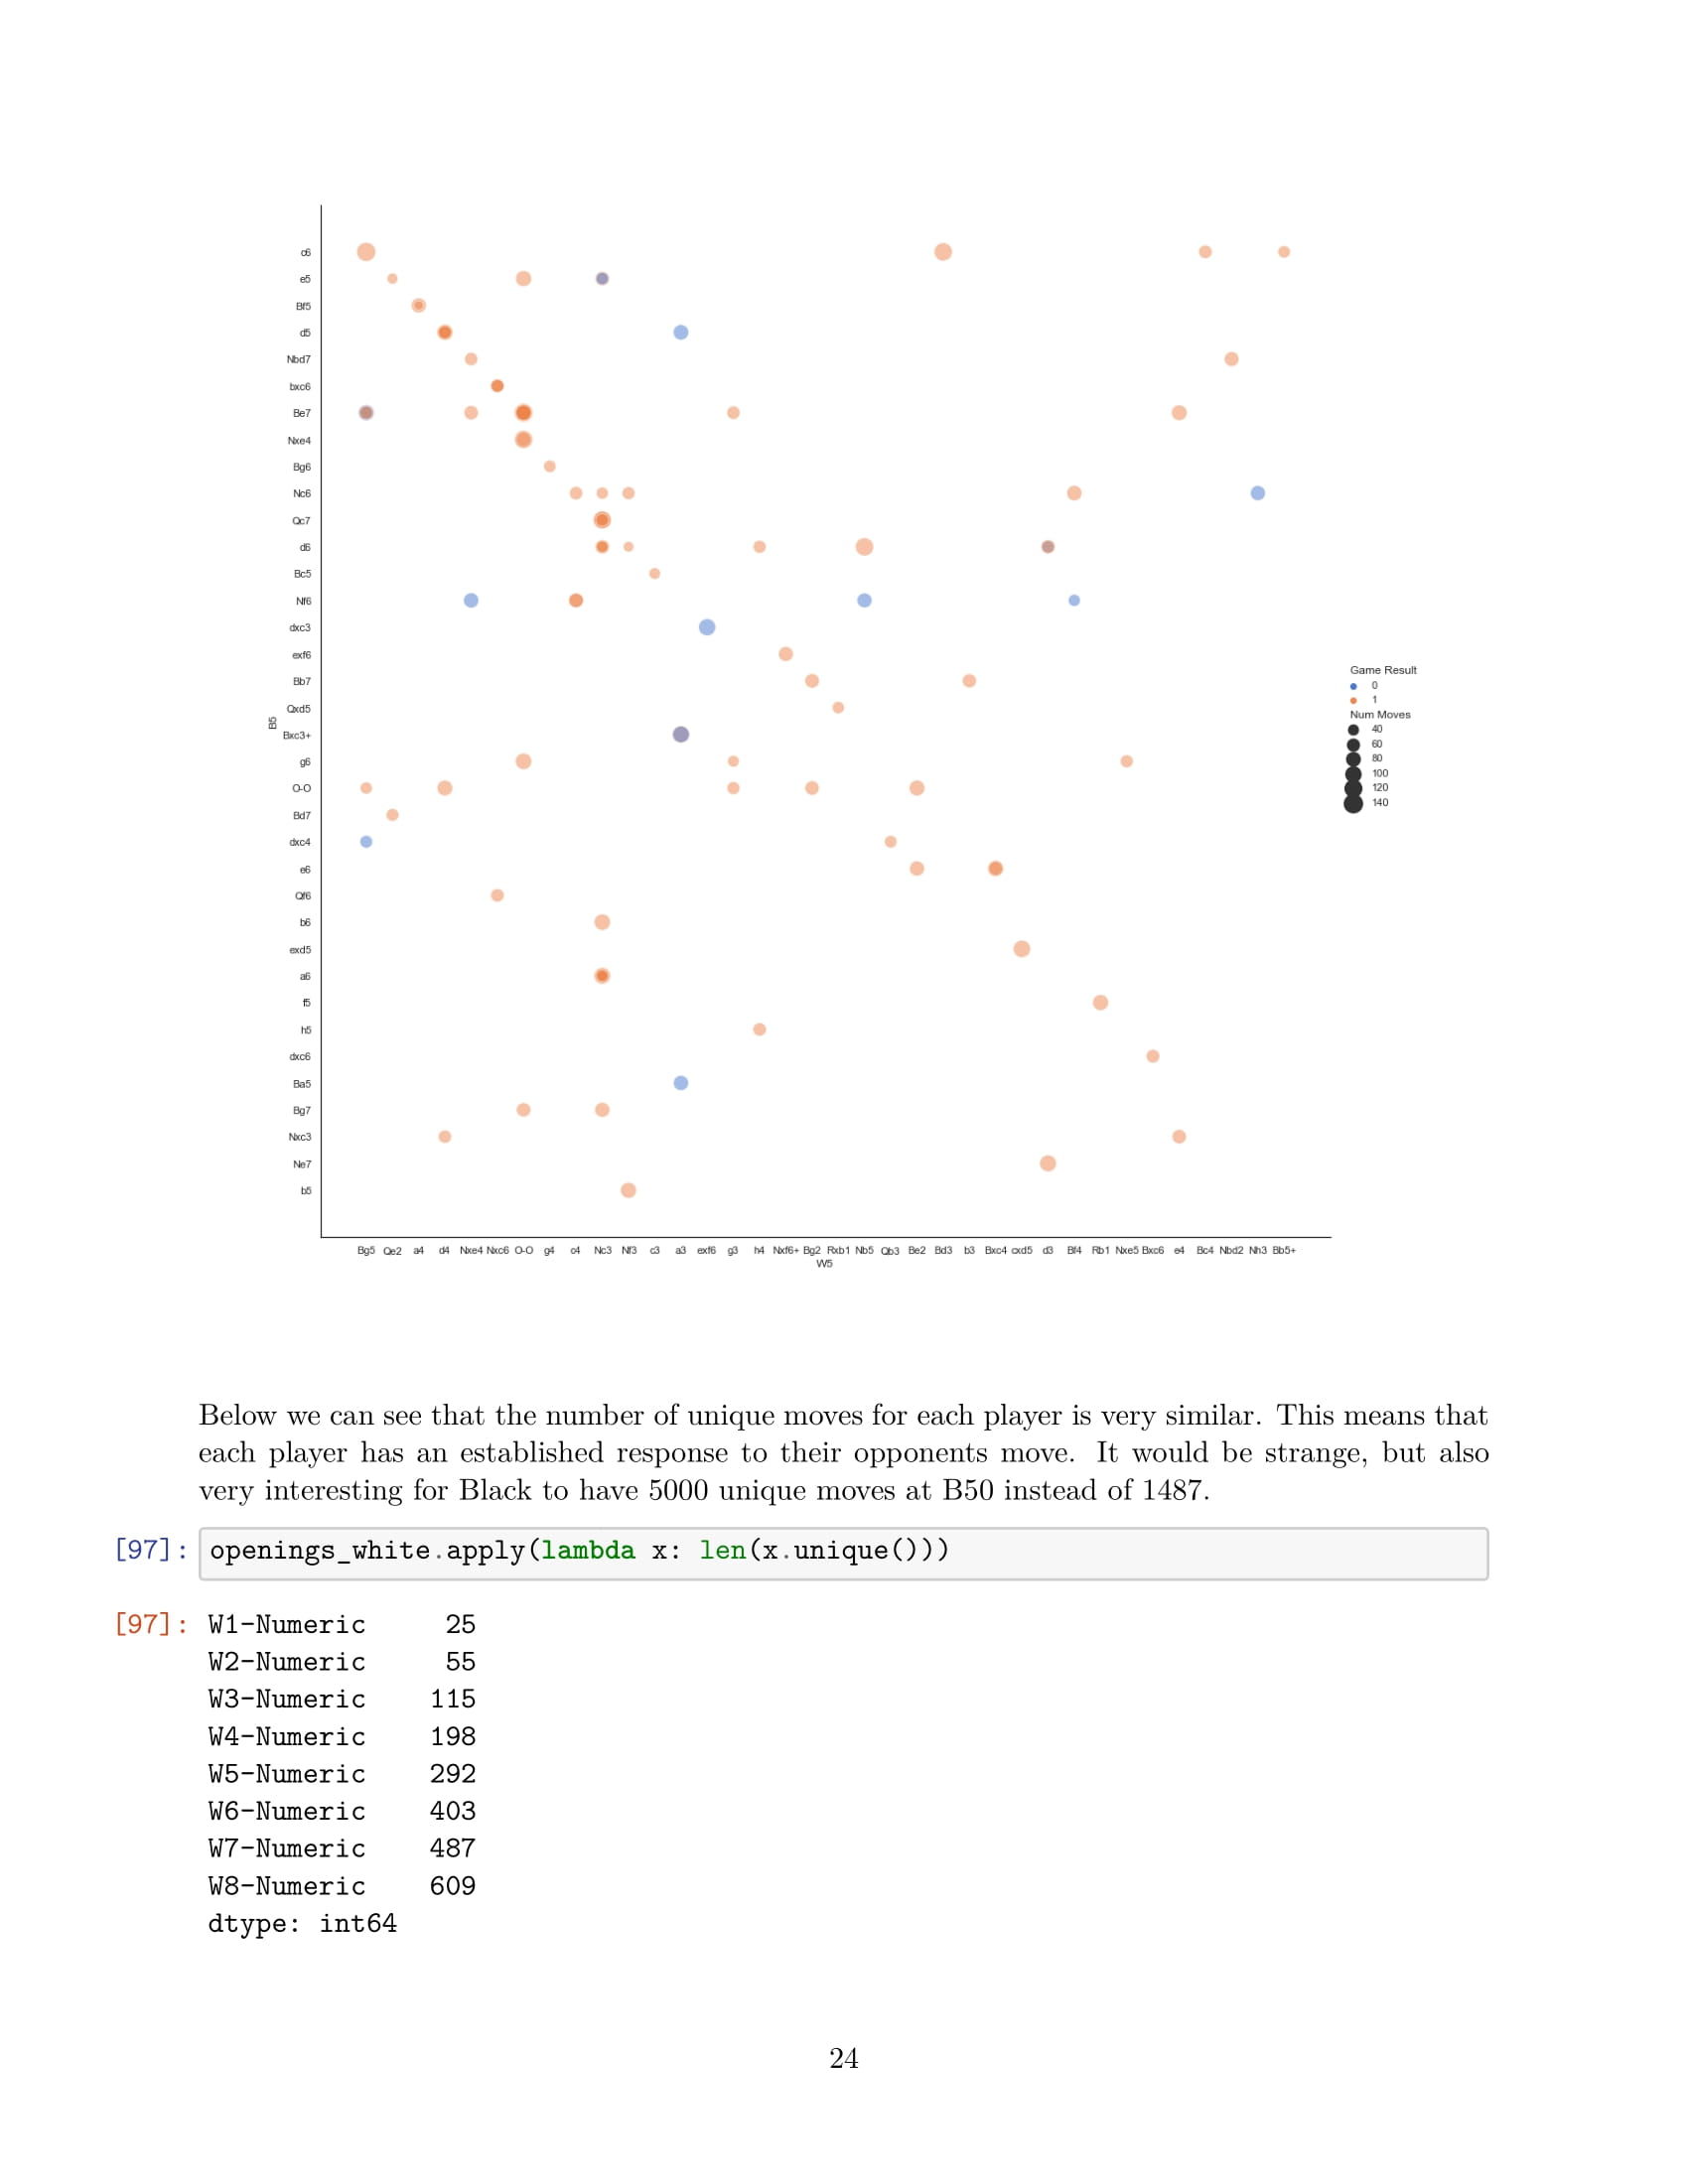 c6
e5
Bf5
d5
Nbd7
bxc6
Be7
Nxe4
Bg6
Nc6
Qc7
d6
Bc5
Nf6
dxc3
exf6
Bb7
Qxd5
Bxc3+
g6
O-O
Bd7
dxc4
e6
Qf6
b6
exd5
a6
f5
h5
dxc6
Ba5
Bg7
Nxc3
Ne7
b5
B5
Game Result
0
1
Num Moves
40
60
80
100
120
140
Bg5 Qe2 a4 d4 Nxe4 Nxc6 O-O g4 c4 Nc3 Nf3 c3 a3 exf6 g3 h4 Nxf6+ Bg2 Rxb1 Nb5 Qb3 Be2 Bd3 b3 Bxc4 cxd5 d3 Bf4 Rb1 Nxe5 Bxc6 e4 Bc4 Nbd2 Nh3 Bb5+
W5
Below we can see that the number of unique moves for each player is very similar. This means that
each player has an established response to their opponents move. It would be strange, but also
very interesting for Black to have 5000 unique moves at B50 instead of 1487.
[97]: openings_white.apply(lambda x: len(x.unique()))
[97]: W1-Numeric 25
W2-Numeric 55
W3-Numeric 115
W4-Numeric 198
W5-Numeric 292
W6-Numeric 403
W7-Numeric 487
W8-Numeric 609
dtype: int64
24